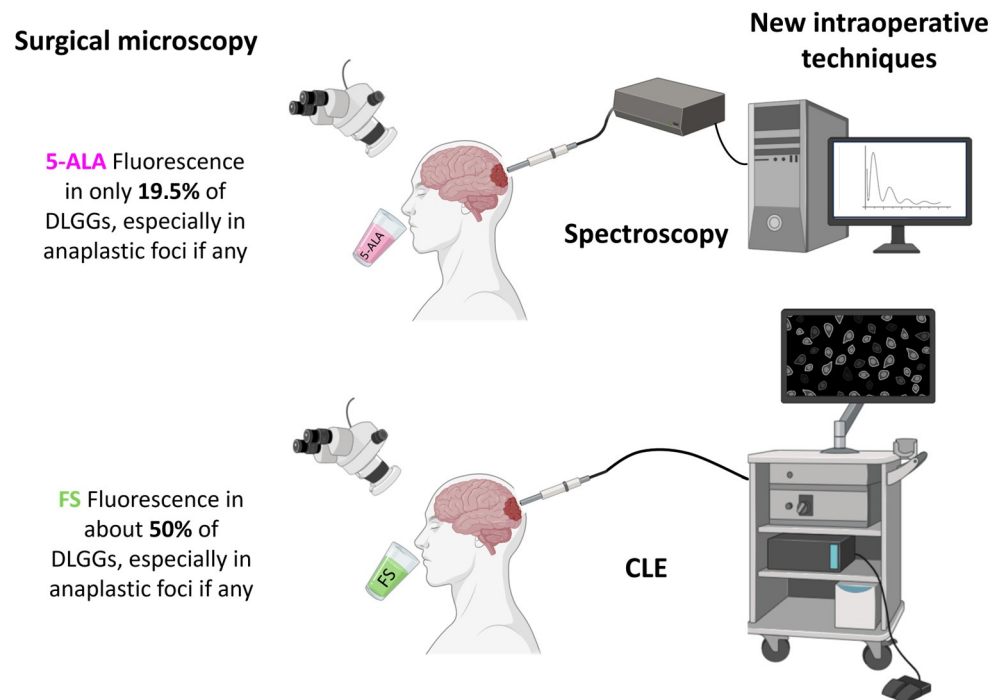 Surgical microscopy
New intraoperative
techniques
5-ALA Fluorescence
in only 19.5% of
DLGGs, especially in
anaplastic foci if any
5-ALA
Spectroscopy
FS Fluorescence in
about 50% of
DLGGs, especially in
anaplastic foci if any
FS
CLE